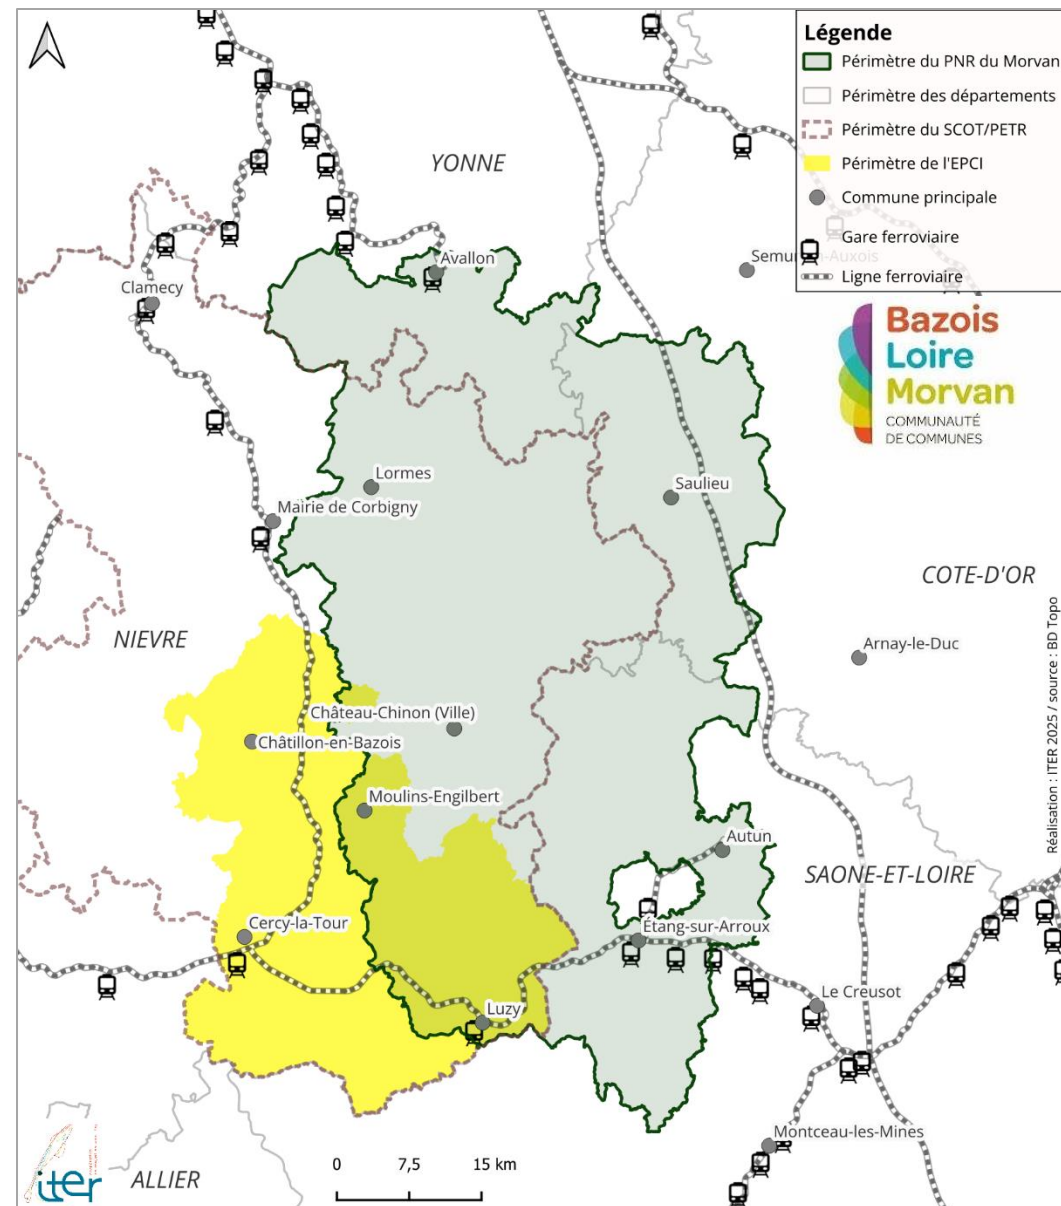 Légende
Périmètre du PNR du Morvan
Périmètre des départements
Périmètre du SCOT/PETR
Périmètre de l'EPCI
Commune principale
Gare ferroviaire
Ligne ferroviaire
YONNE
Avallon
Clamecy
Bazois
Loire
Morvan
COMMUNAUTÉ
DE COMMUNES
Lormes
Saulieu
Mairie de Corbigny
COTE-D'OR
NIEVRE
Arnay-le-Duc
Château-Chinon (Ville)
Châtillon-en-Bazois
Moulins-Engilbert
Autun
SAONE-ET-LOIRE
Cercy-la-Tour
Étang-sur-Arroux
Le Creusot
Luzy
Montceau-les-Mines
ALLIER
iter
0 7,5 15 km
Réalisation : ITER 2025 / source : BD Topo